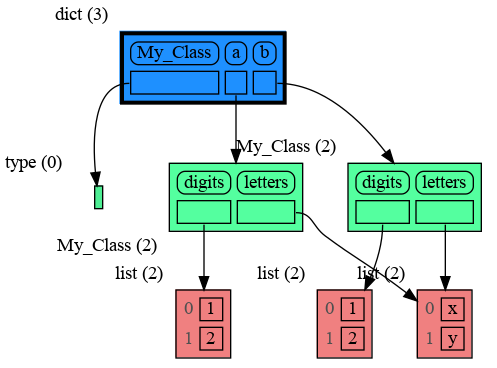 dict (3)
My_Class a b
My_Class (2)
type (0)
digits letters
digits letters
My_Class (2)
list (2)
list (2)
list (2)
0 1
1 2
0 1
1 2
0 x
1 y